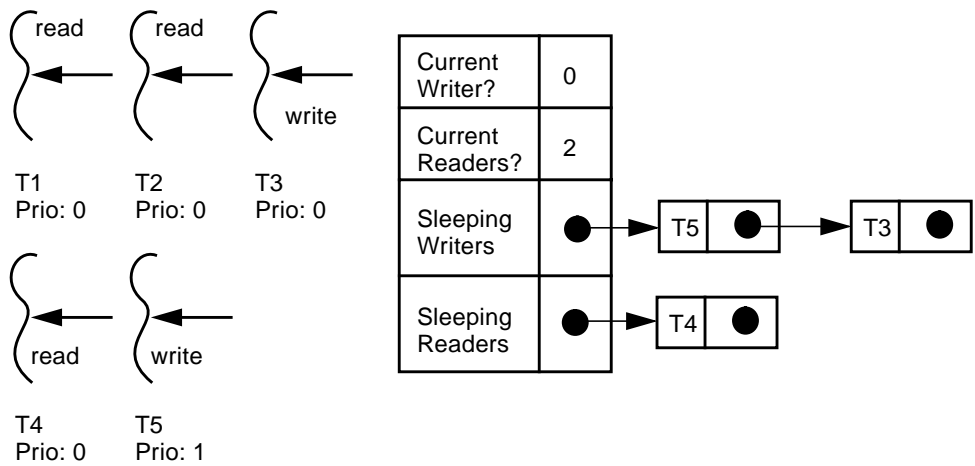 read
read
write
T1
Prio: 0
T2
Prio: 0
T3
Prio: 0
read
write
T4
Prio: 0
T5
Prio: 1
Current
Writer?
0
Current
Readers?
2
Sleeping
Writers
T5
T3
Sleeping
Readers
T4